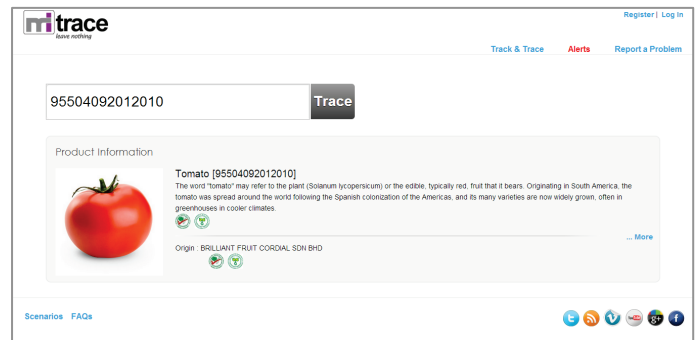 mi trace
leave nothing
Register | Log In
Track & Trace Alerts Report a Problem
95504092012010 Trace
Product Information
Tomato [95504092012010]
The word "tomato" may refer to the plant (Solanum lycopersicum) or the edible, typically red, fruit that it bears. Originating in South America, the
tomato was spread around the world following the Spanish colonization of the Americas, and its many varieties are now widely grown, often in
greenhouses in cooler climates.
... More
Origin : BRILLIANT FRUIT CORDIAL SDN BHD
Scenarios FAQs